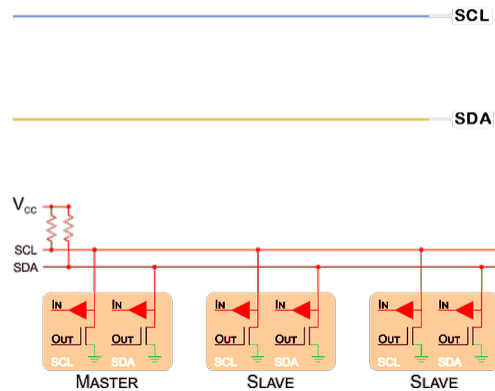 SCL
SDA
Vcc
SCL
SDA
IN IN IN IN IN IN
OUT OUT OUT OUT OUT OUT
SCL SDA SCL SDA SCL SDA
MASTER SLAVE SLAVE